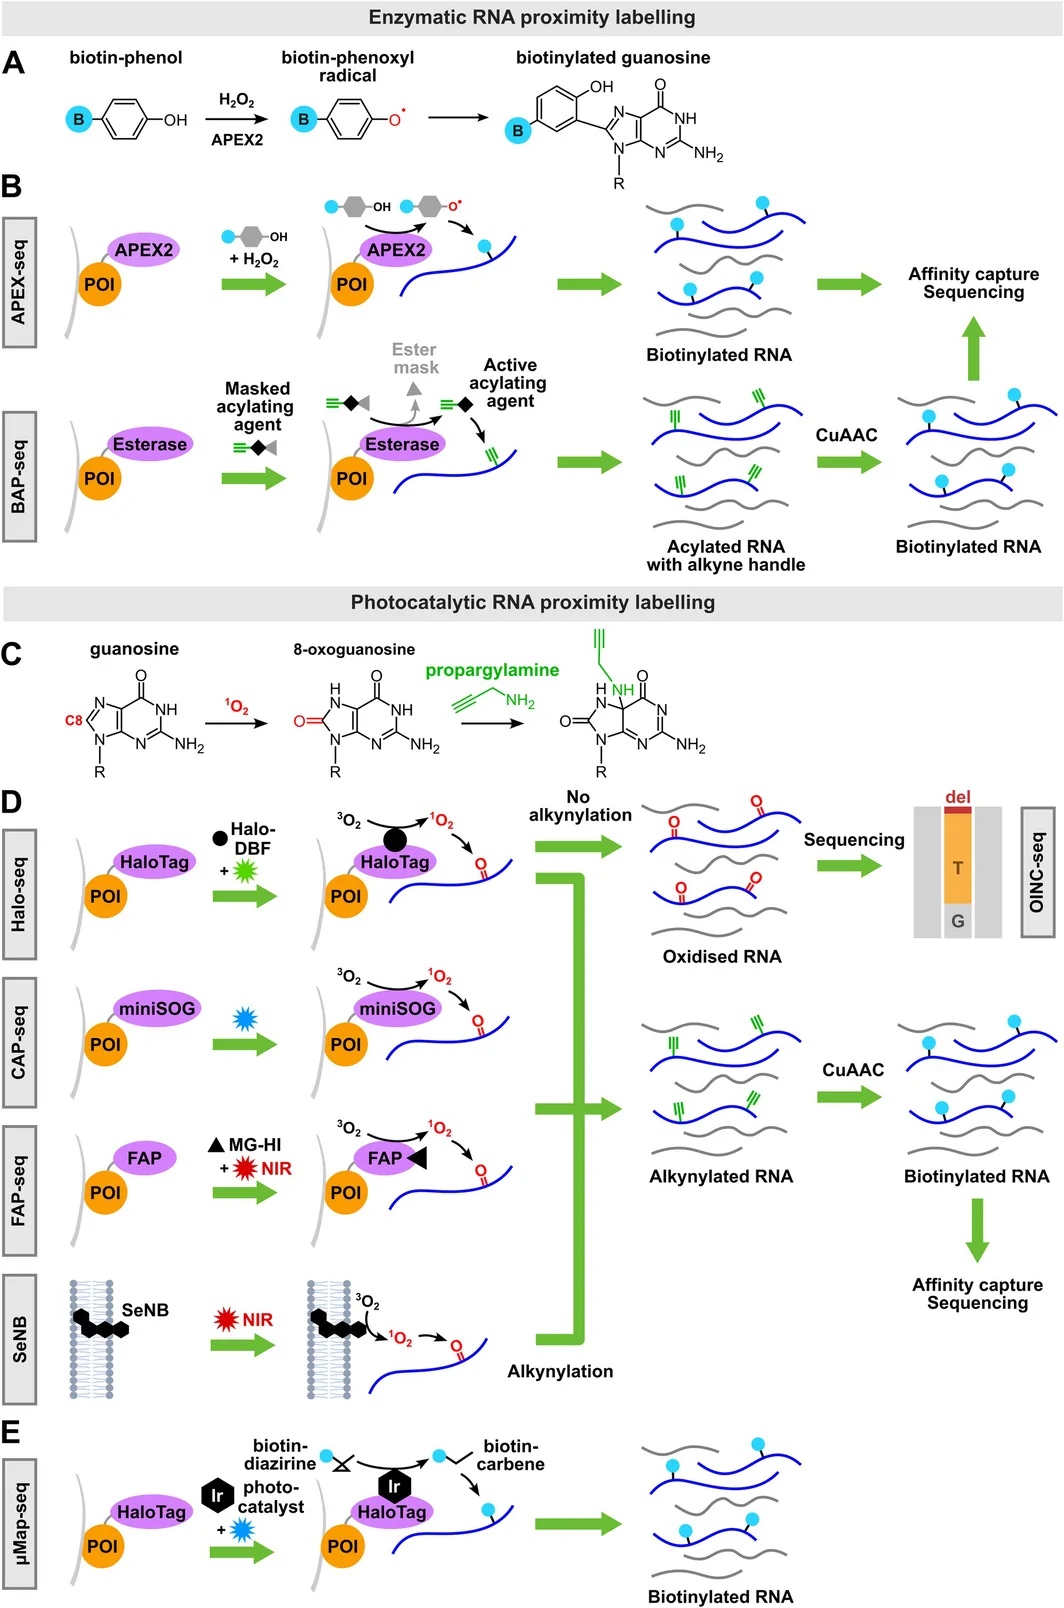 Enzymatic RNA proximity labelling
A
biotin-phenol
biotin-phenoxyl
radical
biotinylated guanosine
B
OH
H₂O₂
APEX2
B
O•
B
OH
N
N
R
O
NH
N
NH₂
B
APEX-seq
APEX2
POI
OH
+ H₂O₂
OH
O•
APEX2
POI
Biotinylated RNA
Affinity capture
Sequencing
BAP-seq
Esterase
POI
Masked
acylating
agent
Ester
mask
Active
acylating
agent
Esterase
POI
Acylated RNA
with alkyne handle
CuAAC
Biotinylated RNA
Photocatalytic RNA proximity labelling
C
guanosine
8-oxoguanosine
propargylamine
C8
N
N
R
O
NH
N
NH₂
¹O₂
O
H
N
N
R
O
NH
N
NH₂
NH₂
O
H
N
NH
N
R
O
N
N
NH₂
D
Halo-seq
HaloTag
POI
Halo-
DBF
+
³O₂
¹O₂
HaloTag
POI
O
No
alkynylation
O
O
O
O
Oxidised RNA
Sequencing
del
T
G
OINC-seq
CAP-seq
miniSOG
POI
³O₂
¹O₂
miniSOG
POI
O
FAP-seq
FAP
POI
MG-HI
+ NIR
³O₂
¹O₂
FAP
POI
O
Alkynylated RNA
CuAAC
Biotinylated RNA
Affinity capture
Sequencing
SeNB
SeNB
NIR
³O₂
¹O₂
O
Alkynylation
E
µMap-seq
HaloTag
POI
Ir
photo-
catalyst
+
biotin-
diazirine
biotin-
carbene
Ir
HaloTag
POI
Biotinylated RNA